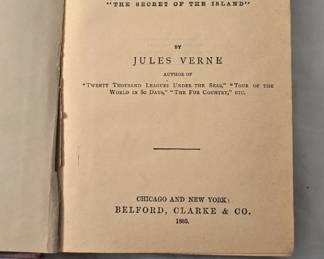 "THE SECRET OF THE ISLAND"
BY
JULES VERNE
AUTHOR OF
"TWENTY THOUSAND LEAGUES UNDER THE SEAS," "TOUR OF THE
WORLD IN 80 DAYS," "THE FUR COUNTRY," ETC.
CHICAGO AND NEW YORK:
BELFORD, CLARKE & CO.
1885.